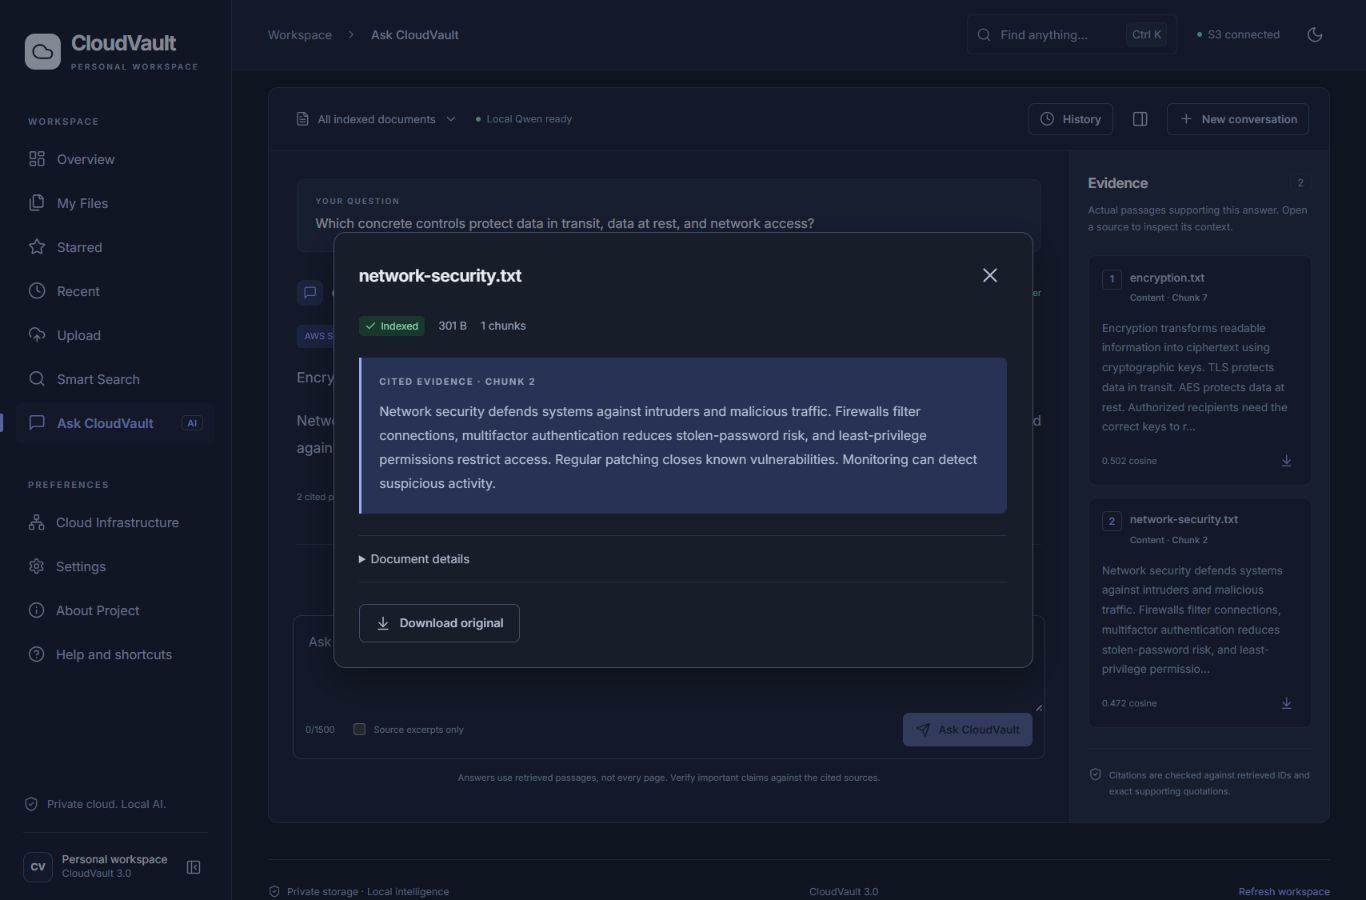 CloudVault
PERSONAL WORKSPACE
WORKSPACE
Overview
My Files
Starred
Recent
Upload
Smart Search
Ask CloudVault AI
PREFERENCES
Cloud Infrastructure
Settings
About Project
Help and shortcuts
Private cloud. Local AI.
CV
Personal workspace
CloudVault 3.0
Workspace > Ask CloudVault
Find anything... Ctrl K
S3 connected
All indexed documents
Local Qwen ready
History
New conversation
YOUR QUESTION
Which concrete controls protect data in transit, data at rest, and network access?
AWS S
Encry
Netwo
again
2 cited p
network-security.txt
Indexed 301 B 1 chunks
CITED EVIDENCE · CHUNK 2
Network security defends systems against intruders and malicious traffic. Firewalls filter
connections, multifactor authentication reduces stolen-password risk, and least-privilege
permissions restrict access. Regular patching closes known vulnerabilities. Monitoring can detect
suspicious activity.
Document details
Download original
Ask
0/1500
Source excerpts only
Ask CloudVault
Answers use retrieved passages, not every page. Verify important claims against the cited sources.
Evidence 2
Actual passages supporting this answer. Open
a source to inspect its context.
1 encryption.txt
Content · Chunk 7
Encryption transforms readable
information into ciphertext using
cryptographic keys. TLS protects
data in transit. AES protects data at
rest. Authorized recipients need the
correct keys to r...
0.502 cosine
2 network-security.txt
Content · Chunk 2
Network security defends systems
against intruders and malicious
traffic. Firewalls filter connections,
multifactor authentication reduces
stolen-password risk, and least-
privilege permissio...
0.472 cosine
Citations are checked against retrieved IDs and
exact supporting quotations.
Private storage · Local intelligence
CloudVault 3.0
Refresh workspace